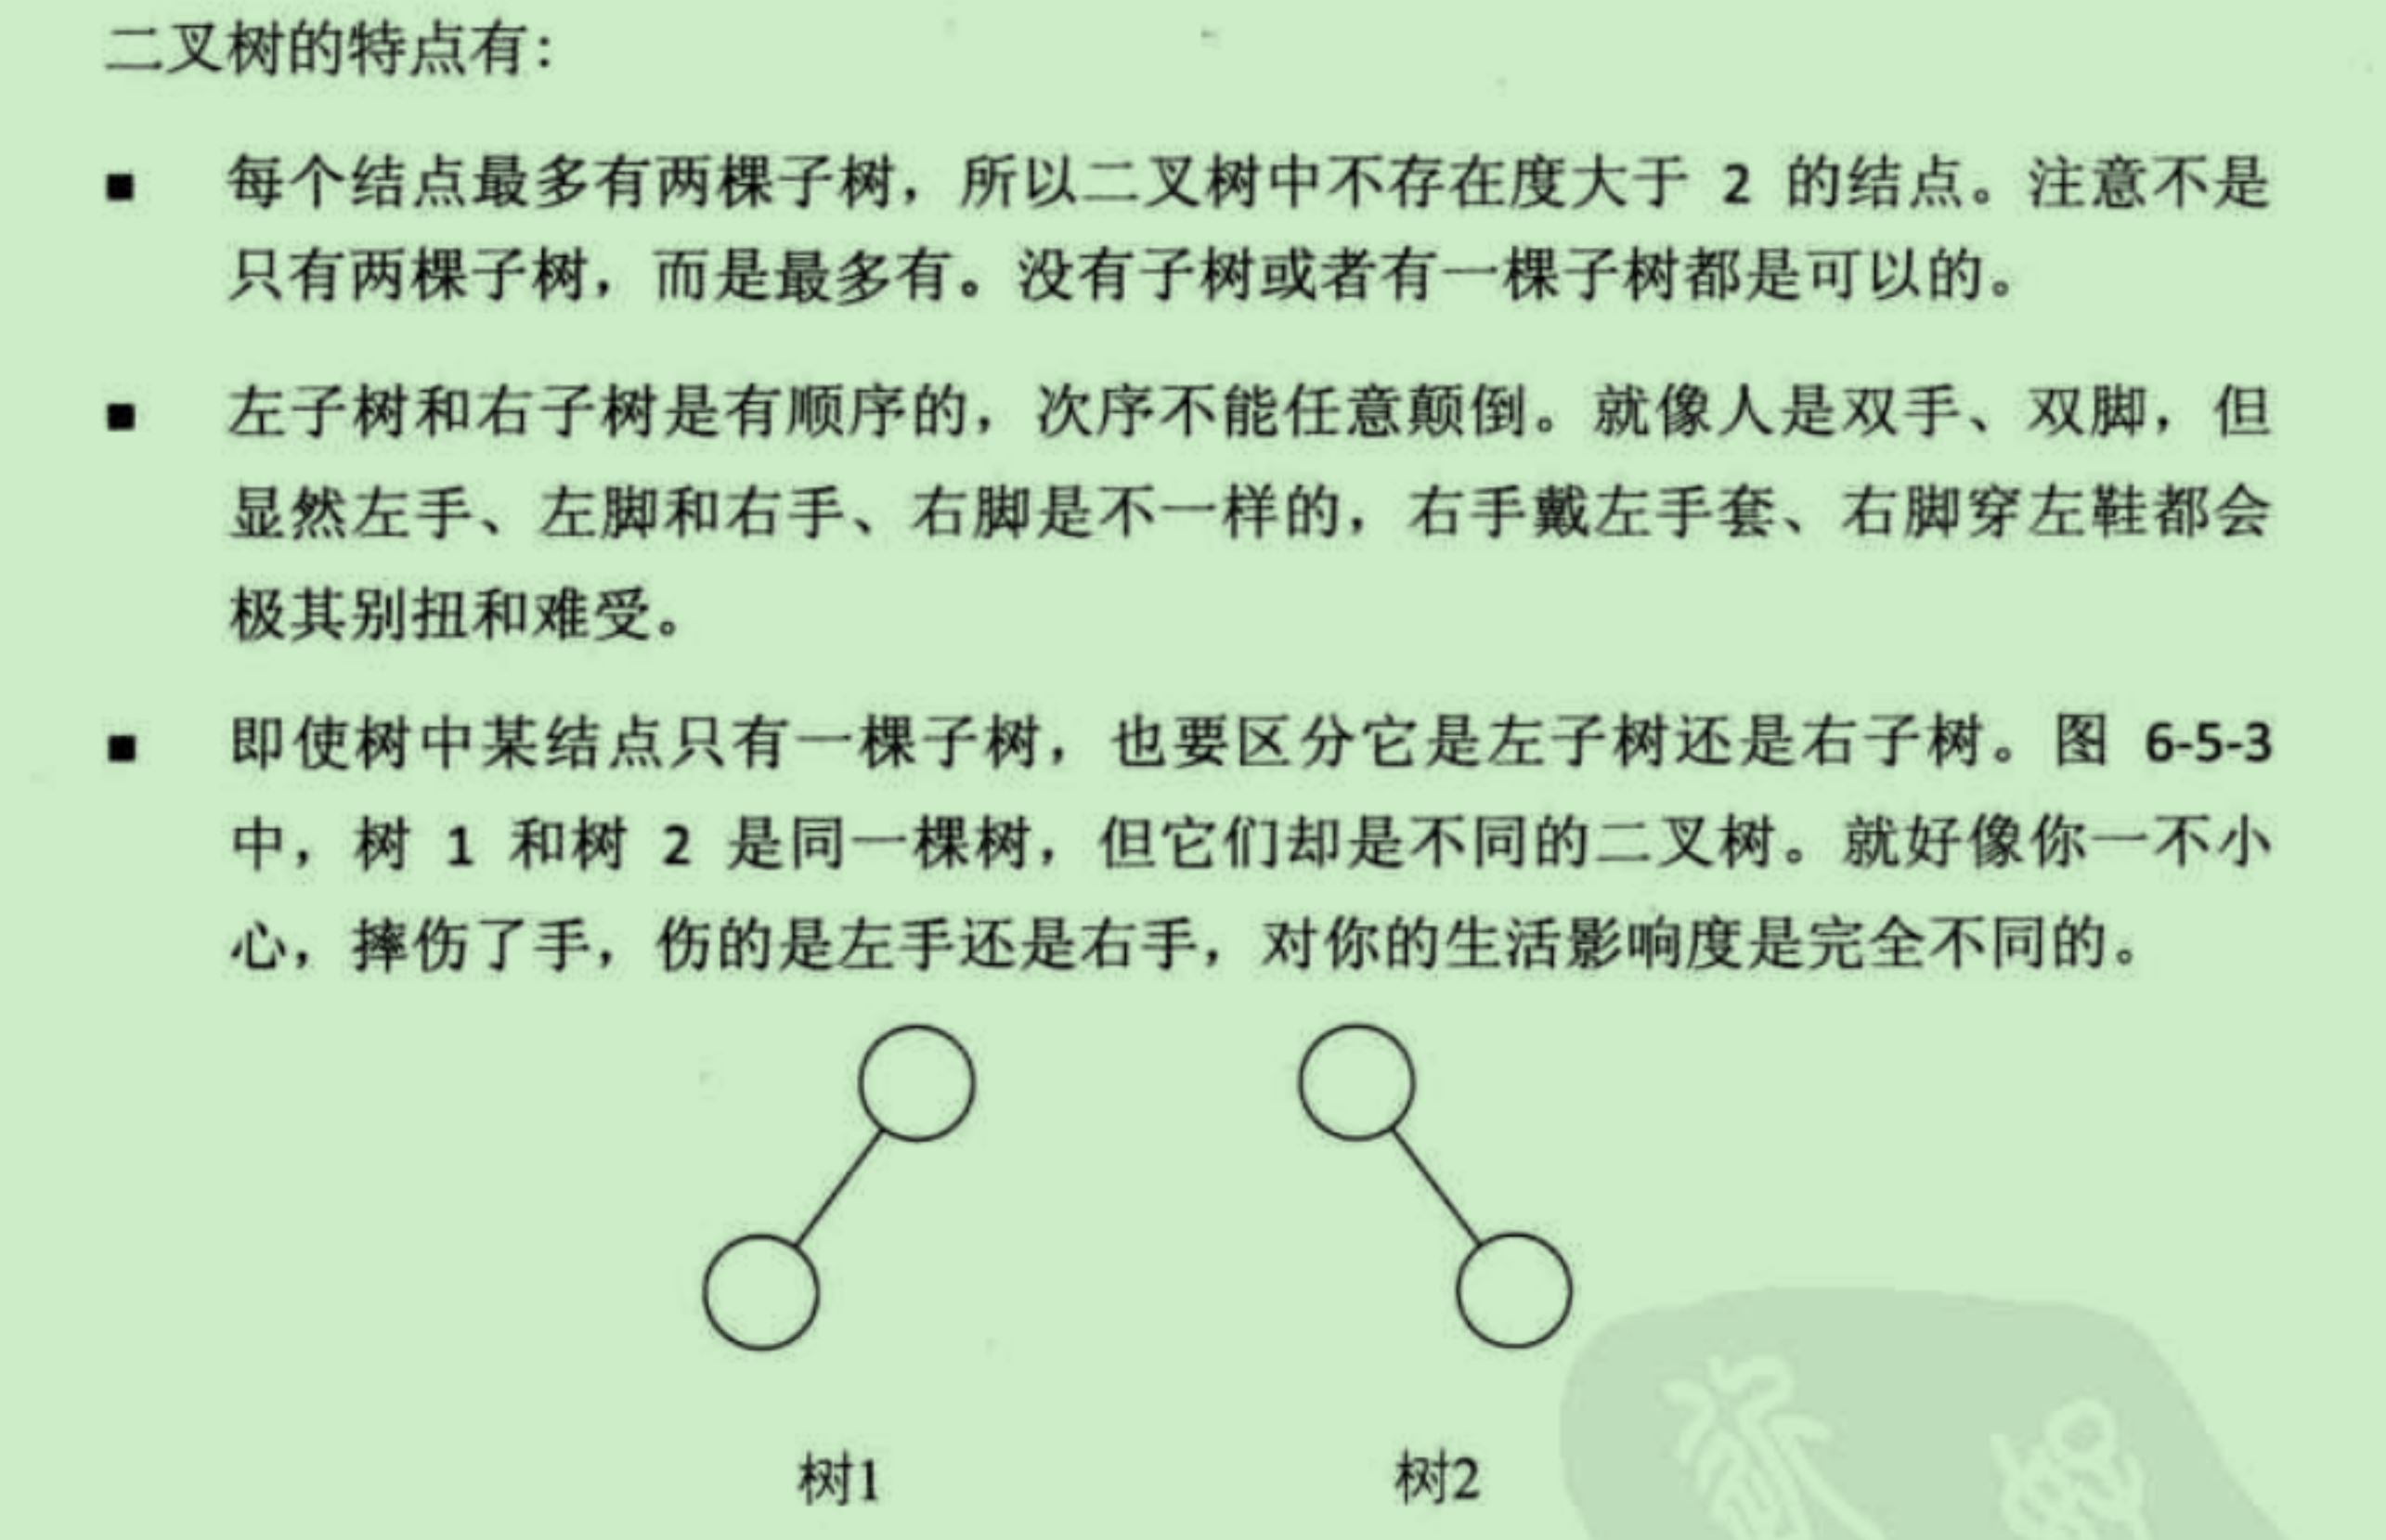 二叉树的特点有：
■ 每个结点最多有两棵子树，所以二叉树中不存在度大于 2 的结点。注意不是
只有两棵子树，而是最多有。没有子树或者有一棵子树都是可以的。
■ 左子树和右子树是有顺序的，次序不能任意颠倒。就像人是双手、双脚，但
显然左手、左脚和右手、右脚是不一样的，右手戴左手套、右脚穿左鞋都会
极其别扭和难受。
■ 即使树中某结点只有一棵子树，也要区分它是左子树还是右子树。图 6-5-3
中，树 1 和树 2 是同一棵树，但它们却是不同的二叉树。就好像你一不小
心，摔伤了手，伤的是左手还是右手，对你的生活影响度是完全不同的。
树1 树2